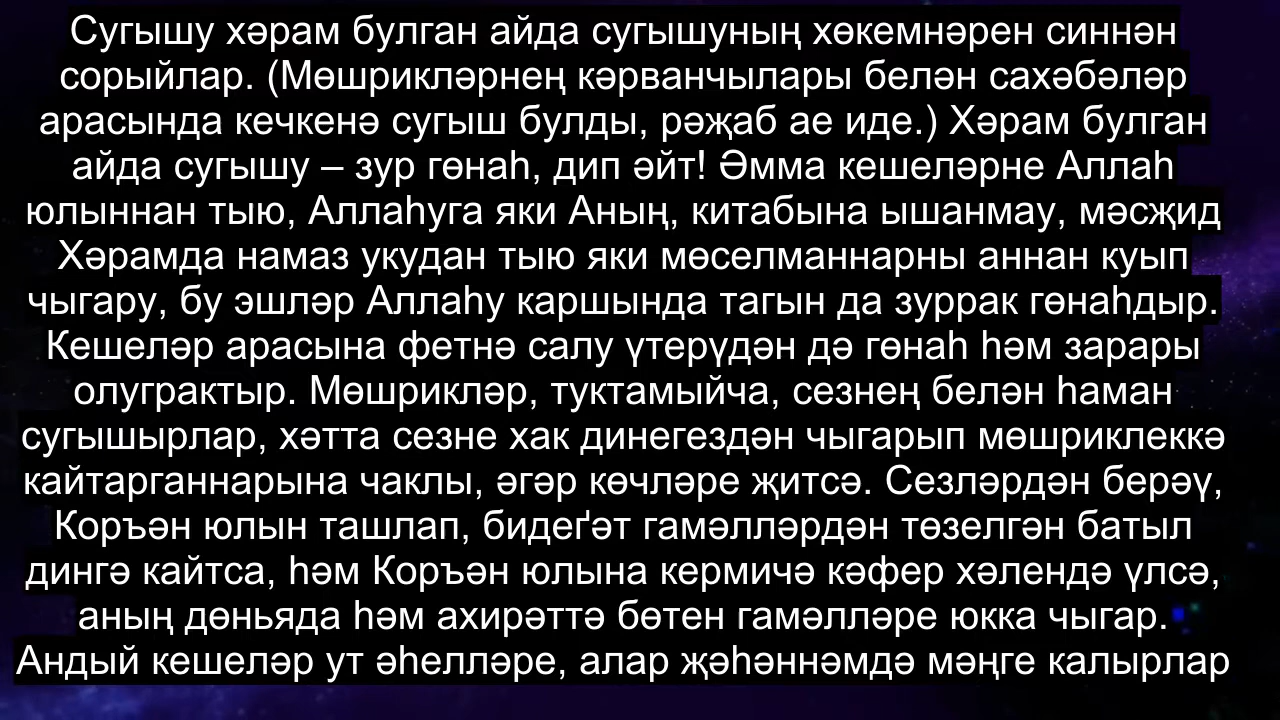 Сугышу хәрам булган айда сугышуның хөкемнәрен синнән
сорыйлар. (Мөшрикләрнең кәрванчылары белән сахәбәләр
арасында кечкенә сугыш булды, рәҗаб ае иде.) Хәрам булган
айда сугышу – зур гөнаһ, дип әйт! Әмма кешеләрне Аллаһ
юлыннан тыю, Аллаһуга яки Аның, китабына ышанмау, мәсҗид
Хәрамда намаз укудан тыю яки мөселманнарны аннан куып
чыгару, бу эшләр Аллаһу каршында тагын да зуррак гөнаһдыр.
Кешеләр арасына фетнә салу үтерүдән дә гөнаһ һәм зарары
олуграктыр. Мөшрикләр, туктамыйча, сезнең белән һаман
сугышырлар, хәтта сезне хак динегездән чыгарып мөшриклеккә
кайтарганнарына чаклы, әгәр көчләре җитсә. Сезләрдән берәү,
Коръән юлын ташлап, бидеґәт гамәлләрдән төзелгән батыл
дингә кайтса, һәм Коръән юлына кермичә кәфер хәлендә үлсә,
аның дөньяда һәм ахирәттә бөтен гамәлләре юкка чыгар.
Андый кешеләр ут әһелләре, алар җәһәннәмдә мәңге калырлар